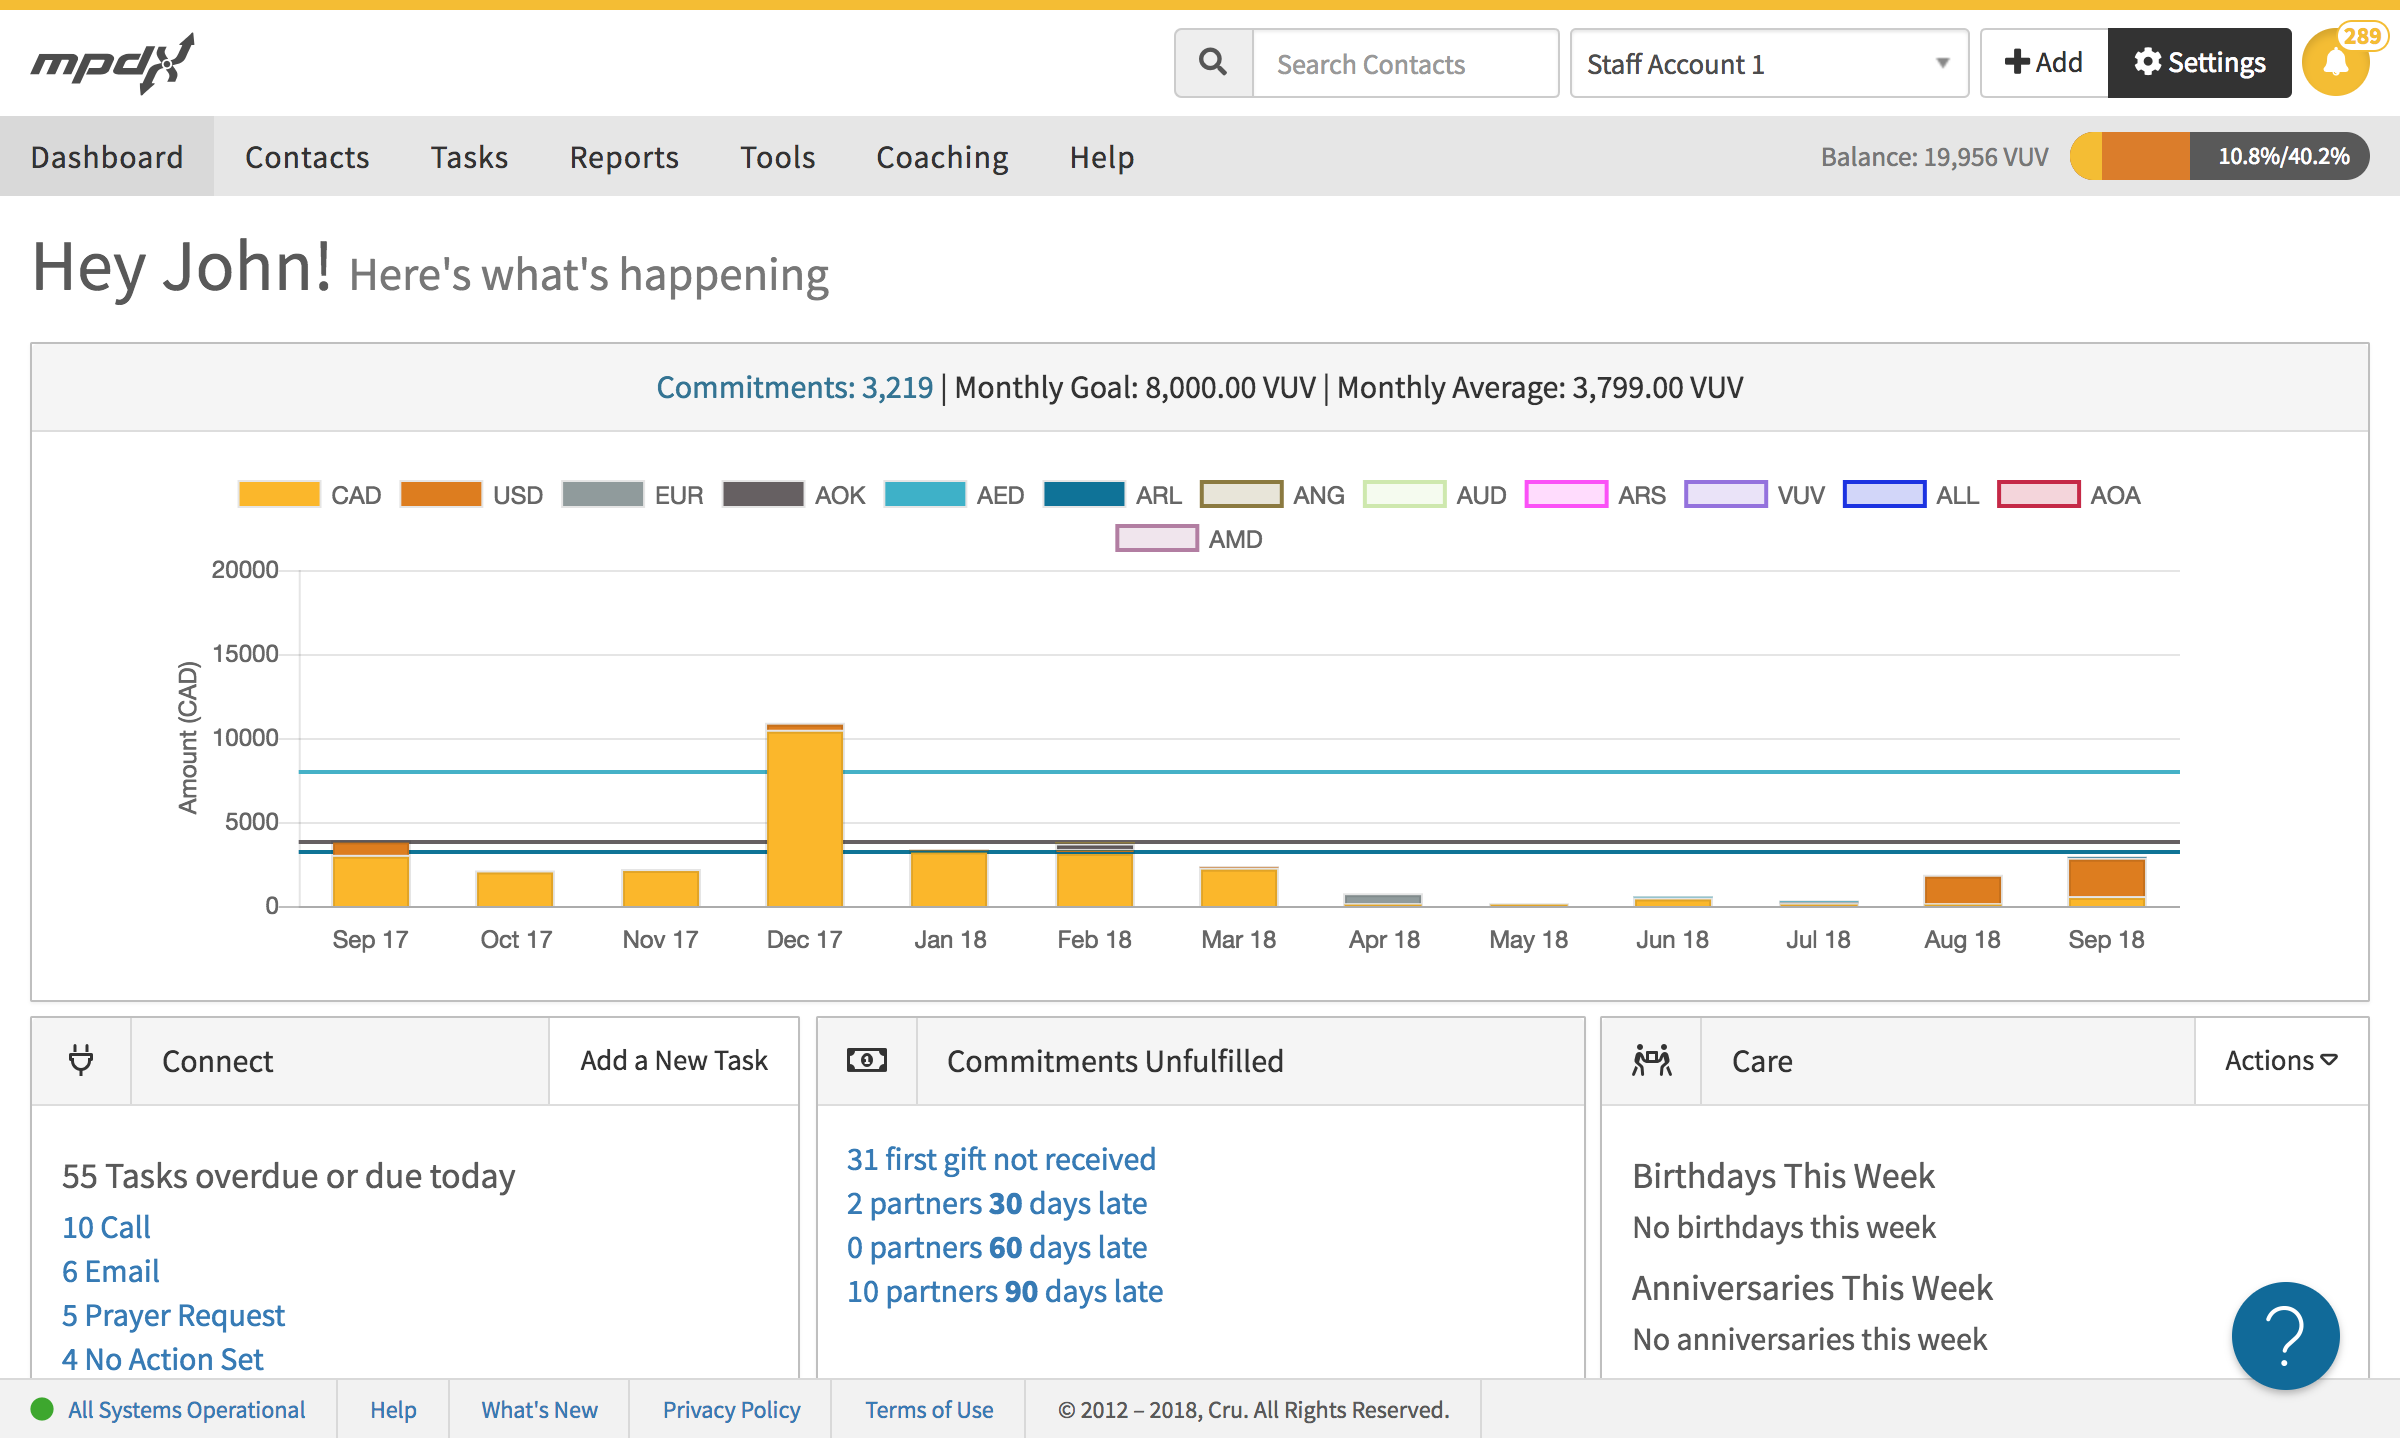 mpdx
Search Contacts
Staff Account 1
Add
Settings
289
Dashboard
Contacts
Tasks
Reports
Tools
Coaching
Help
Balance: 19,956 VUV
10.8%/40.2%
Hey John! Here's what's happening
Commitments: 3,219 | Monthly Goal: 8,000.00 VUV | Monthly Average: 3,799.00 VUV
CAD USD EUR AOK AED ARL ANG AUD ARS VUV ALL AOA
AMD
Amount (CAD)
20000
15000
10000
5000
0
Sep 17 Oct 17 Nov 17 Dec 17 Jan 18 Feb 18 Mar 18 Apr 18 May 18 Jun 18 Jul 18 Aug 18 Sep 18
Connect
Add a New Task
55 Tasks overdue or due today
10 Call
6 Email
5 Prayer Request
4 No Action Set
Commitments Unfulfilled
31 first gift not received
2 partners 30 days late
0 partners 60 days late
10 partners 90 days late
Care
Actions
Birthdays This Week
No birthdays this week
Anniversaries This Week
No anniversaries this week
?
All Systems Operational
Help
What's New
Privacy Policy
Terms of Use
© 2012 – 2018, Cru. All Rights Reserved.